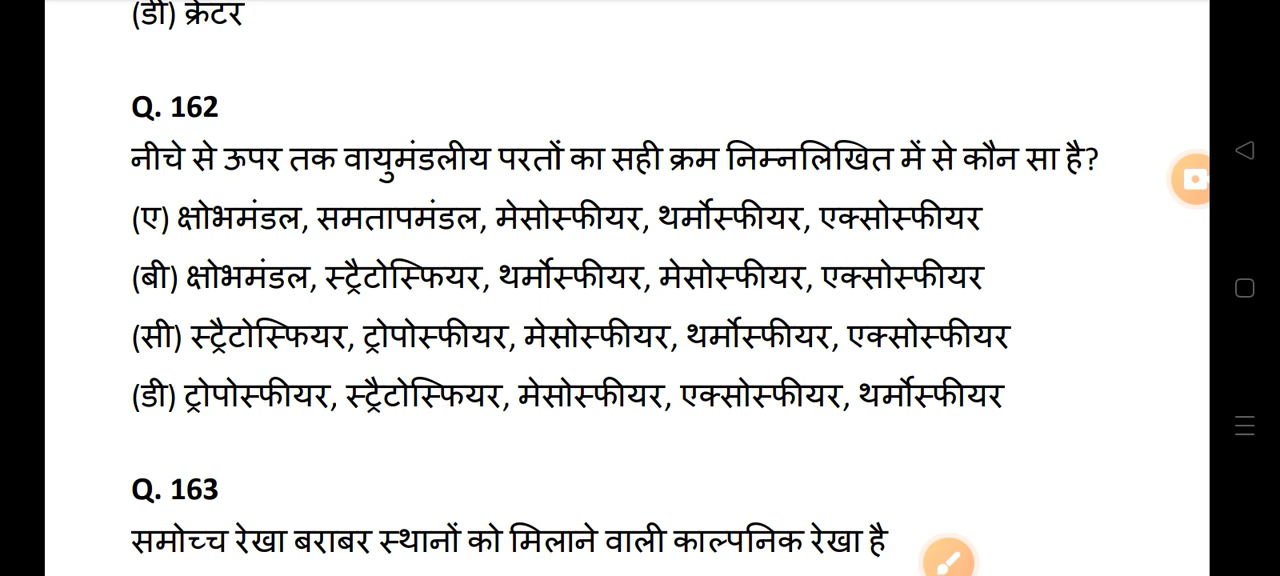 (डी) क्रेटर
Q. 162
नीचे से ऊपर तक वायुमंडलीय परतों का सही क्रम निम्नलिखित में से कौन सा है?
(ए) क्षोभमंडल, समतापमंडल, मेसोस्फीयर, थर्मोस्फीयर, एक्सोस्फीयर
(बी) क्षोभमंडल, स्ट्रैटोस्फियर, थर्मोस्फीयर, मेसोस्फीयर, एक्सोस्फीयर
(सी) स्ट्रैटोस्फियर, ट्रोपोस्फीयर, मेसोस्फीयर, थर्मोस्फीयर, एक्सोस्फीयर
(डी) ट्रोपोस्फीयर, स्ट्रैटोस्फियर, मेसोस्फीयर, एक्सोस्फीयर, थर्मोस्फीयर
Q. 163
समोच्च रेखा बराबर स्थानों को मिलाने वाली काल्पनिक रेखा है